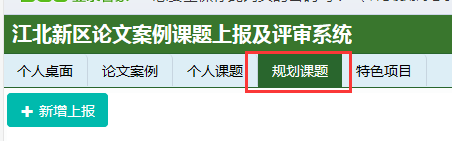 江北新区论文案例课题上报及评审系统
个人桌面 论文案例 个人课题 规划课题 特色项目
+ 新增上报